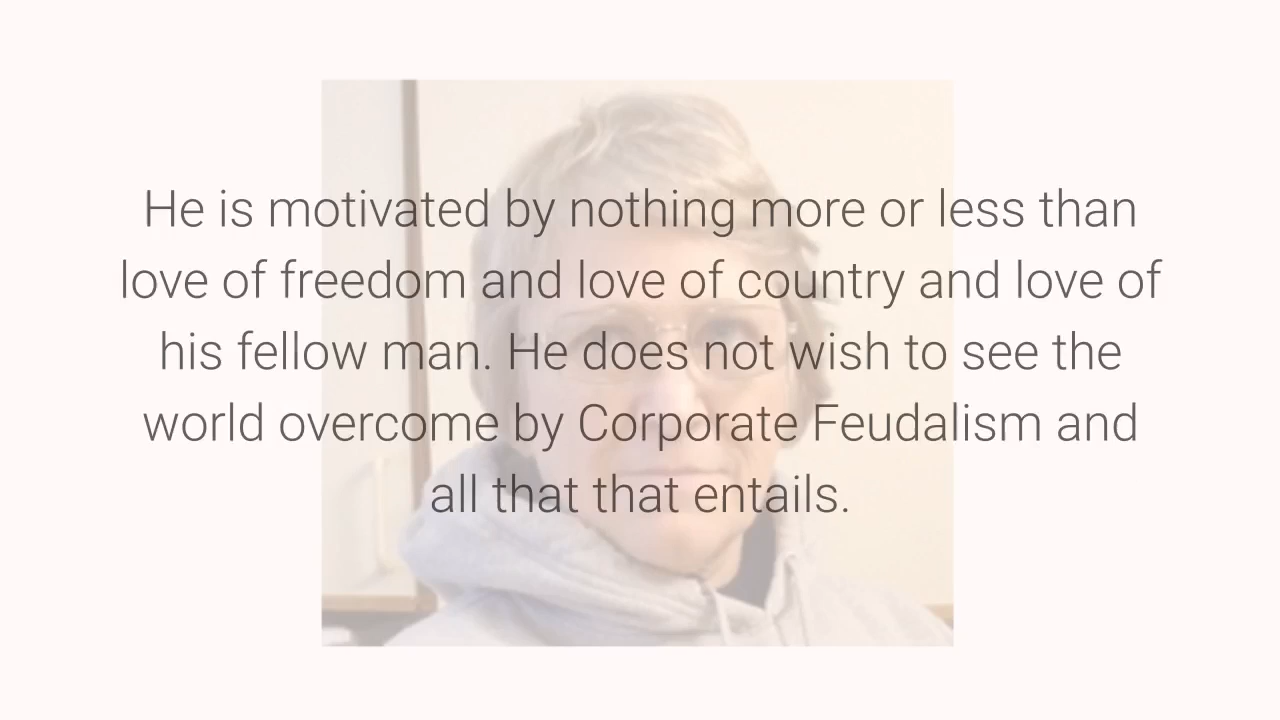 He is motivated by nothing more or less than
love of freedom and love of country and love of
his fellow man. He does not wish to see the
world overcome by Corporate Feudalism and
all that that entails.